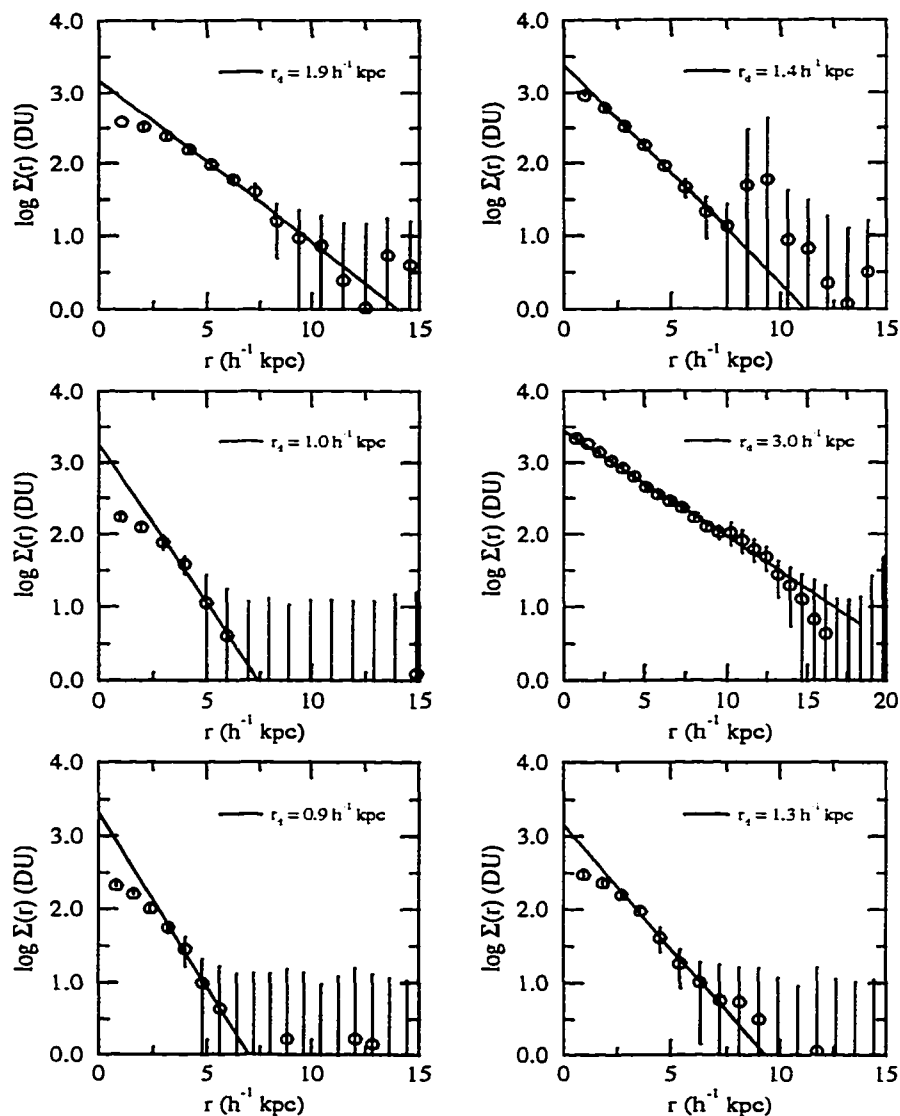 4.0
3.0
2.0
1.0
0.0
log Σ(r) (DU)
r_d = 1.9 h⁻¹ kpc
0 5 10 15
r (h⁻¹ kpc)
4.0
3.0
2.0
1.0
0.0
log Σ(r) (DU)
r_d = 1.4 h⁻¹ kpc
0 5 10 15
r (h⁻¹ kpc)
4.0
3.0
2.0
1.0
0.0
log Σ(r) (DU)
r_d = 1.0 h⁻¹ kpc
0 5 10 15
r (h⁻¹ kpc)
4.0
3.0
2.0
1.0
0.0
log Σ(r) (DU)
r_d = 3.0 h⁻¹ kpc
0 5 10 15 20
r (h⁻¹ kpc)
4.0
3.0
2.0
1.0
0.0
log Σ(r) (DU)
r_d = 0.9 h⁻¹ kpc
0 5 10 15
r (h⁻¹ kpc)
4.0
3.0
2.0
1.0
0.0
log Σ(r) (DU)
r_d = 1.3 h⁻¹ kpc
0 5 10 15
r (h⁻¹ kpc)